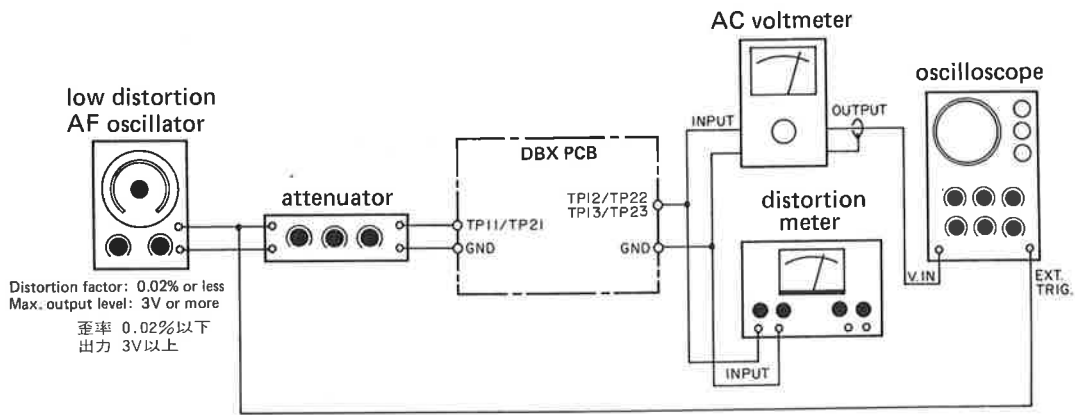 AC voltmeter
oscilloscope
low distortion
AF oscillator
OUTPUT
INPUT
DBX PCB
attenuator
TP12/TP22
TP13/TP23
distortion
meter
TP11/TP21
GND
GND
V.IN
EXT.
TRIG.
Distortion factor: 0.02% or less
Max. output level: 3V or more
歪率 0.02%以下
出力 3V以上
INPUT